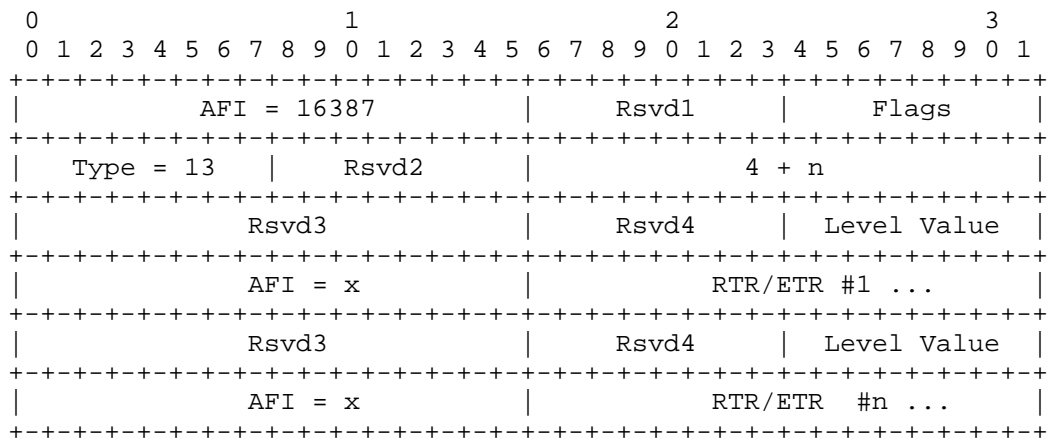 0                   1                   2                   3
 0 1 2 3 4 5 6 7 8 9 0 1 2 3 4 5 6 7 8 9 0 1 2 3 4 5 6 7 8 9 0 1
+-+-+-+-+-+-+-+-+-+-+-+-+-+-+-+-+-+-+-+-+-+-+-+-+-+-+-+-+-+-+-+-+
|           AFI = 16387           |     Rsvd1     |     Flags     |
+-+-+-+-+-+-+-+-+-+-+-+-+-+-+-+-+-+-+-+-+-+-+-+-+-+-+-+-+-+-+-+-+
|   Type = 13   |    Rsvd2    |             4 + n             |
+-+-+-+-+-+-+-+-+-+-+-+-+-+-+-+-+-+-+-+-+-+-+-+-+-+-+-+-+-+-+-+-+
|              Rsvd3              |     Rsvd4     |  Level Value  |
+-+-+-+-+-+-+-+-+-+-+-+-+-+-+-+-+-+-+-+-+-+-+-+-+-+-+-+-+-+-+-+-+
|              AFI = x              |           RTR/ETR #1 ...      |
+-+-+-+-+-+-+-+-+-+-+-+-+-+-+-+-+-+-+-+-+-+-+-+-+-+-+-+-+-+-+-+-+
|              Rsvd3              |     Rsvd4     |  Level Value  |
+-+-+-+-+-+-+-+-+-+-+-+-+-+-+-+-+-+-+-+-+-+-+-+-+-+-+-+-+-+-+-+-+
|              AFI = x              |           RTR/ETR  #n ...     |
+-+-+-+-+-+-+-+-+-+-+-+-+-+-+-+-+-+-+-+-+-+-+-+-+-+-+-+-+-+-+-+-+